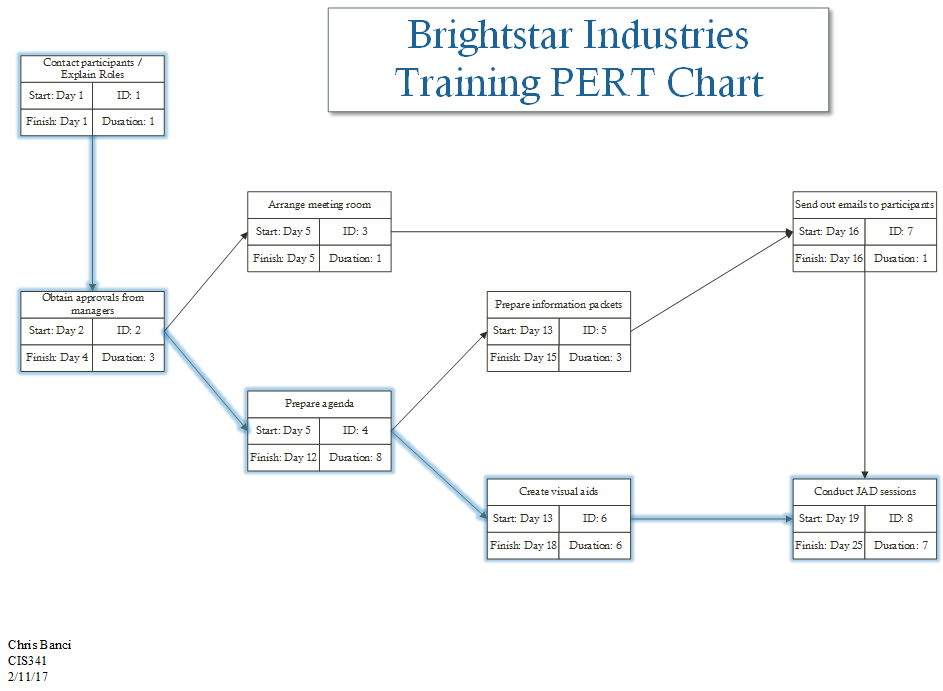 Brightstar Industries
Training PERT Chart
Contact participants /
Explain Roles
Start: Day 1 ID: 1
Finish: Day 1 Duration: 1
Arrange meeting room
Start: Day 5 ID: 3
Finish: Day 5 Duration: 1
Send out emails to participants
Start: Day 16 ID: 7
Finish: Day 16 Duration: 1
Obtain approvals from
managers
Start: Day 2 ID: 2
Finish: Day 4 Duration: 3
Prepare information packets
Start: Day 13 ID: 5
Finish: Day 15 Duration: 3
Prepare agenda
Start: Day 5 ID: 4
Finish: Day 12 Duration: 8
Create visual aids
Start: Day 13 ID: 6
Finish: Day 18 Duration: 6
Conduct JAD sessions
Start: Day 19 ID: 8
Finish: Day 25 Duration: 7
Chris Banci
CIS341
2/11/17